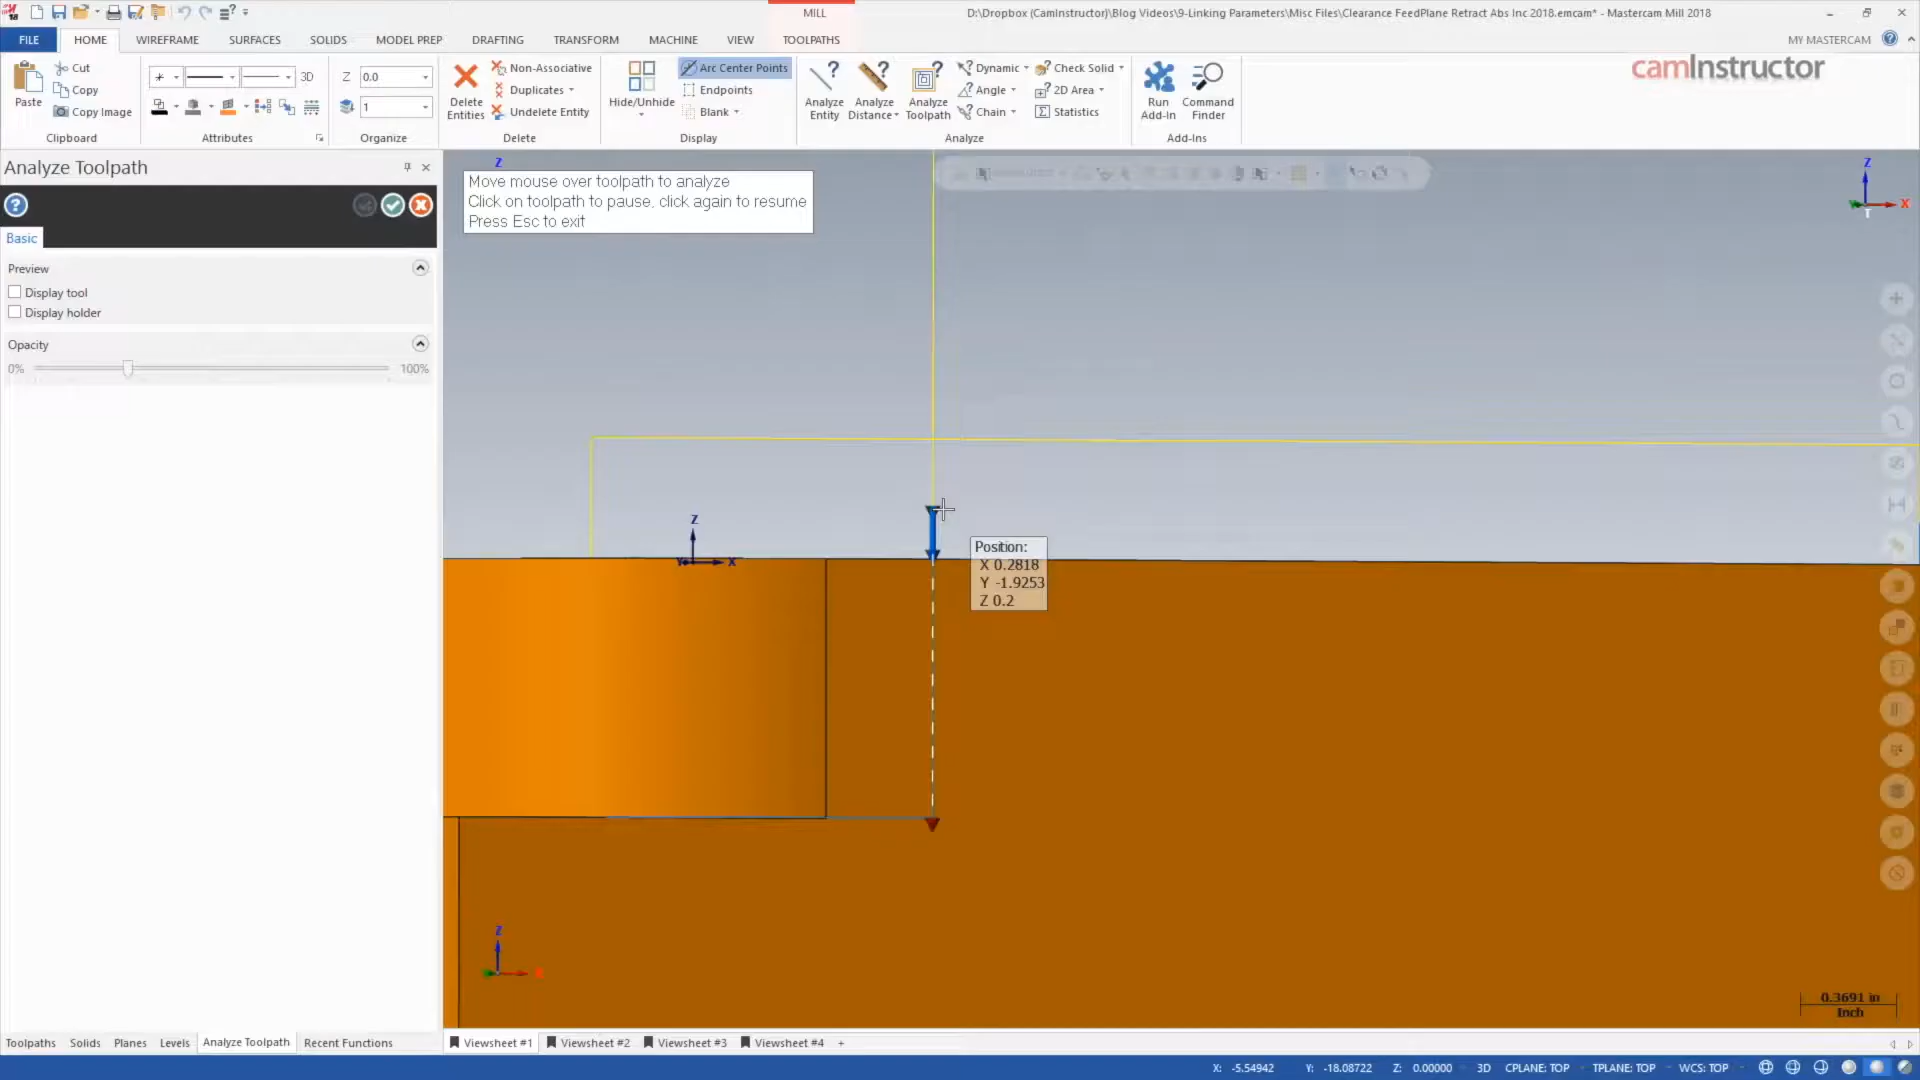 MILL
D:\Dropbox (CamInstructor)\Blog Videos\9-Linking Parameters\Misc Files\Clearance FeedPlane Retract Abs Inc 2018.emcam* - Mastercam Mill 2018
FILE
HOME
WIREFRAME
SURFACES
SOLIDS
MODEL PREP
DRAFTING
TRANSFORM
MACHINE
VIEW
TOOLPATHS
MY MASTERCAM
camInstructor
Paste
Cut
Copy
Copy Image
Clipboard
3D
Attributes
Z 0.0
1
Organize
Delete Entities
Non-Associative
Duplicates
Undelete Entity
Delete
Hide/Unhide
Arc Center Points
Endpoints
Blank
Display
Analyze Entity
Analyze Distance
Analyze Toolpath
Dynamic
Angle
Chain
Check Solid
2D Area
Statistics
Analyze
Run Add-In
Command Finder
Add-Ins
Analyze Toolpath
Basic
Preview
Display tool
Display holder
Opacity
0%
100%
Z
Move mouse over toolpath to analyze
Click on toolpath to pause, click again to resume
Press Esc to exit
Z
X
T
Z
Y
X
Position:
X 0.2818
Y -1.9253
Z 0.2
Z
0.3691 in
Inch
Toolpaths
Solids
Planes
Levels
Analyze Toolpath
Recent Functions
Viewsheet #1
Viewsheet #2
Viewsheet #3
Viewsheet #4
+
X: -5.54942
Y: -18.08722
Z: 0.00000
3D
CPLANE: TOP
TPLANE: TOP
WCS: TOP